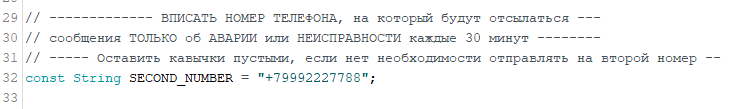 29 // ------------- ВПИСАТЬ НОМЕР ТЕЛЕФОНА, на который будут отсылаться ---
30 // сообщения ТОЛЬКО об АВАРИИ или НЕИСПРАВНОСТИ каждые 30 минут --------
31 // ----- Оставить кавычки пустыми, если нет необходимости отправлять на второй номер --
32 const String SECOND_NUMBER = "+79992227788";
33